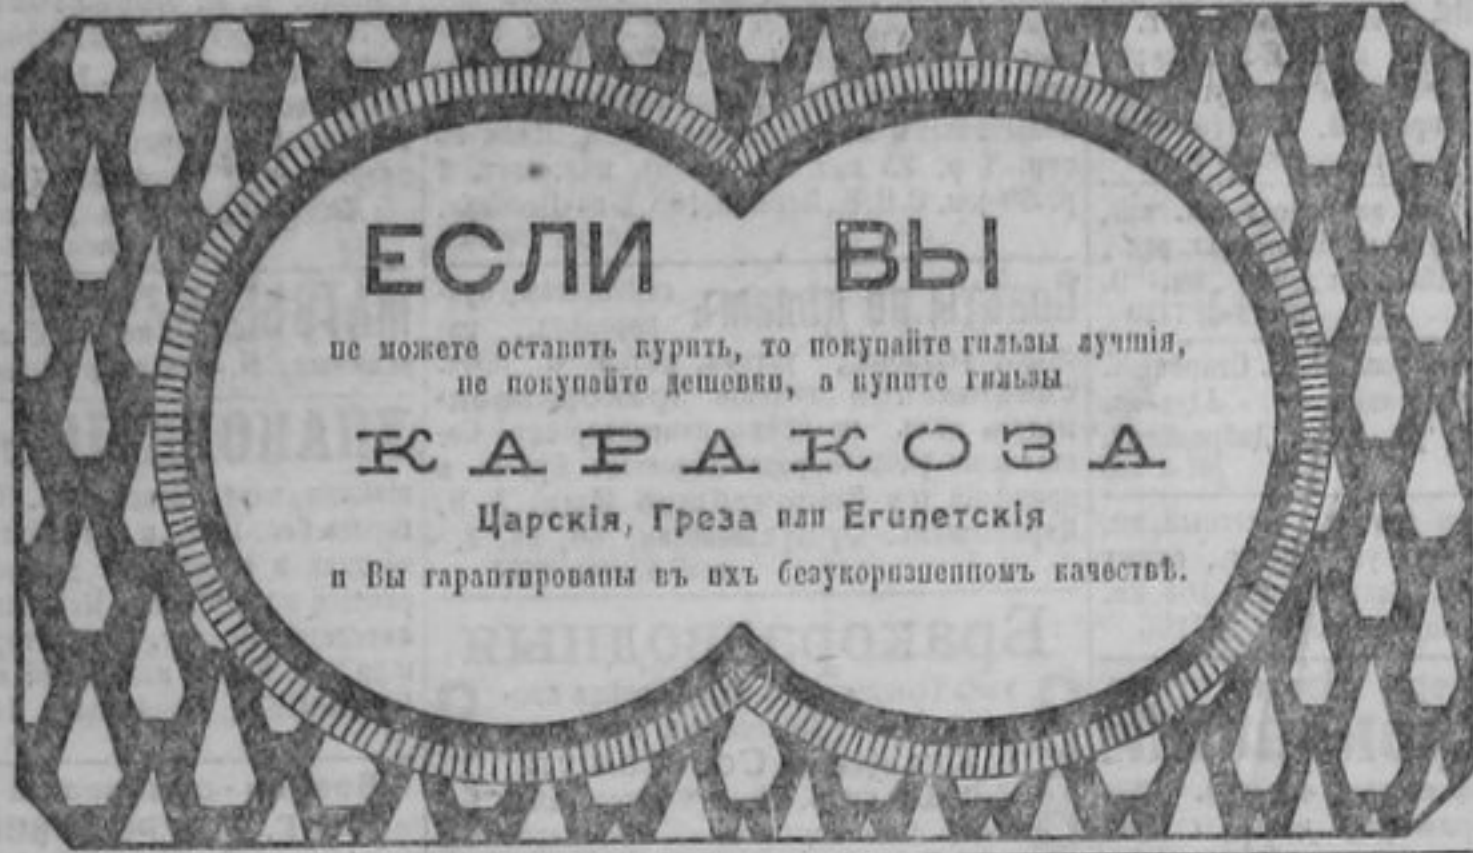 ЕСЛИ ВЫ
не можете оставить курить, то покупайте гильзы лучшія,
не покупайте дешевки, а купите гильзы
КАРАКОЗА
Царскія, Греза или Египетскія
и Вы гарантированы въ ихъ безукоризненномъ качествѣ.